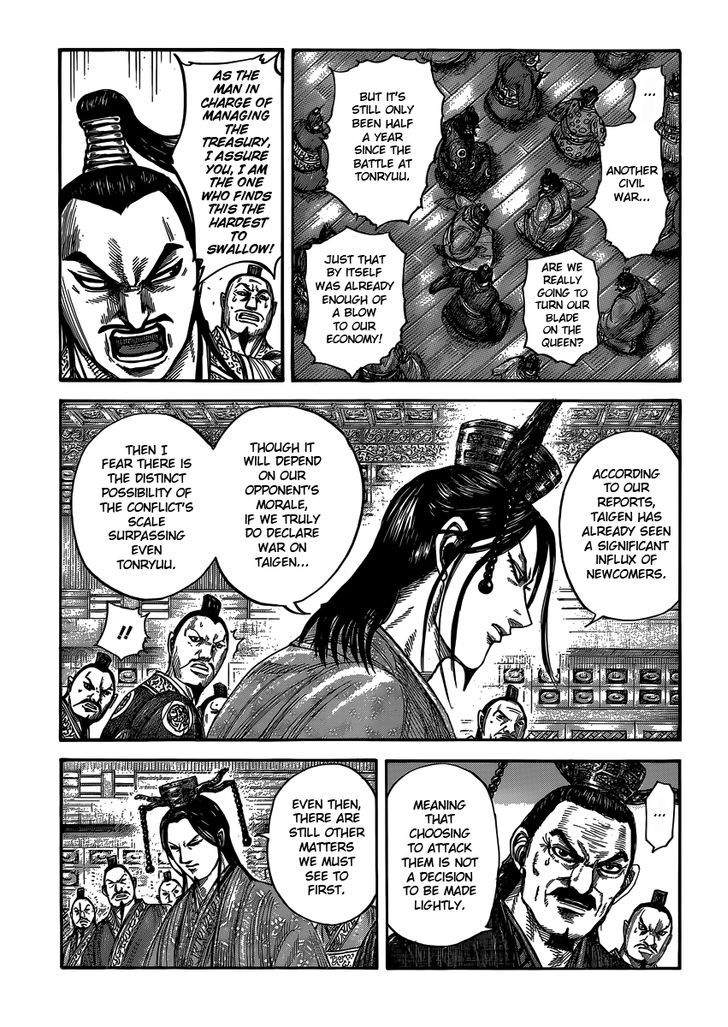 ...
ANOTHER
CIVIL
WAR...
ARE WE
REALLY
GOING TO
TURN OUR
BLADE
ON THE
QUEEN?
BUT IT'S
STILL ONLY
BEEN HALF
A YEAR
SINCE THE
BATTLE AT
TONRYUU.
JUST THAT
BY ITSELF
WAS ALREADY
ENOUGH OF
A BLOW
TO OUR
ECONOMY!
AS THE
MAN IN
CHARGE OF
MANAGING
THE
TREASURY,
I ASSURE
YOU, I AM
THE ONE
WHO FINDS
THIS THE
HARDEST
TO
SWALLOW!
ACCORDING
TO OUR
REPORTS,
TAIGEN HAS
ALREADY SEEN
A SIGNIFICANT
INFLUX OF
NEWCOMERS.
THOUGH IT
WILL DEPEND
ON OUR
OPPONENT'S
MORALE,
IF WE TRULY
DO DECLARE
WAR ON
TAIGEN...
THEN I
FEAR THERE IS
THE DISTINCT
POSSIBILITY OF
THE CONFLICT'S
SCALE
SURPASSING
EVEN
TONRYUU.
!!
...
MEANING
THAT
CHOOSING
TO ATTACK
THEM IS NOT
A DECISION
TO BE MADE
LIGHTLY.
EVEN THEN,
THERE ARE
STILL OTHER
MATTERS
WE MUST
SEE TO
FIRST.